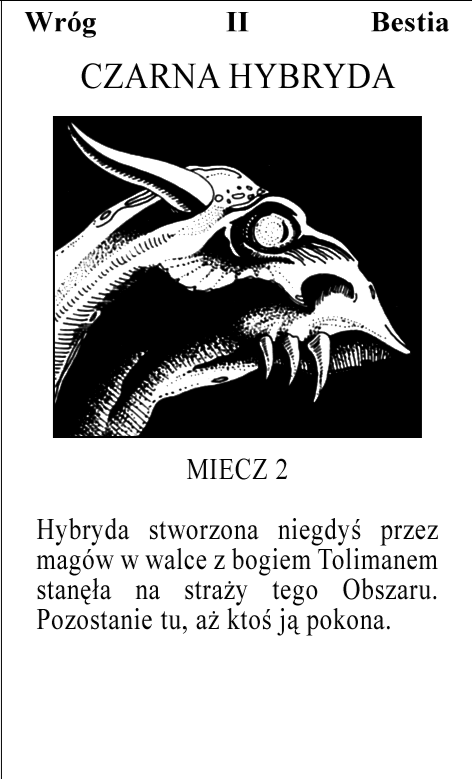 Wróg II Bestia
CZARNA HYBRYDA
MIECZ 2
Hybryda stworzona niegdyś przez
magów w walce z bogiem Tolimanem
stanęła na straży tego Obszaru.
Pozostanie tu, aż ktoś ją pokona.